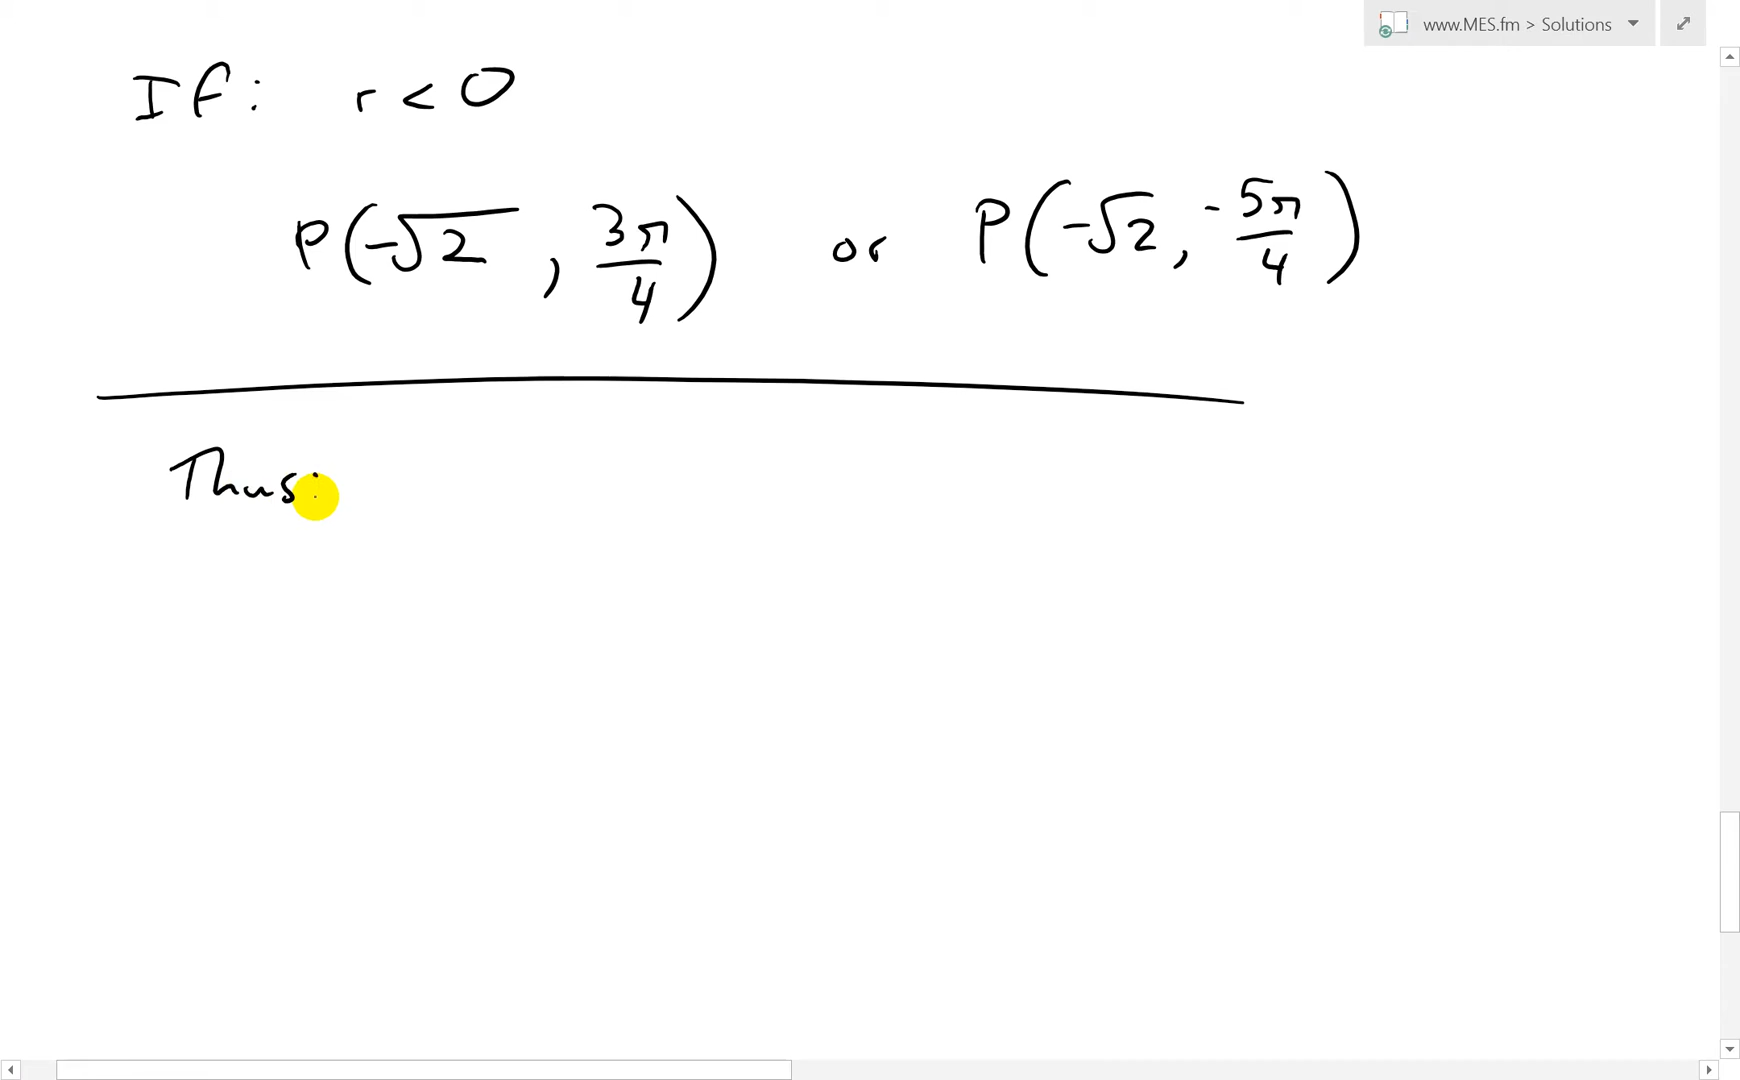 www.MES.fm > Solutions
If: r < 0
P(-√2, 3π/4) or P(-√2, -5π/4)
Thus: